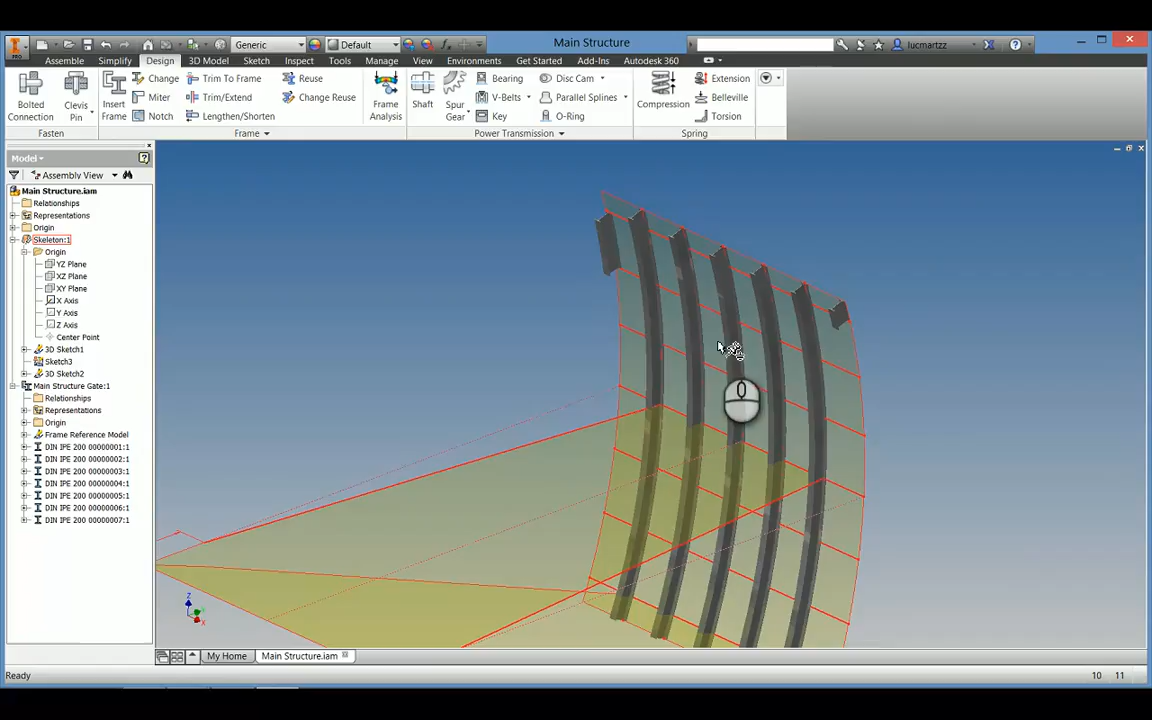 PRO
Generic
Default
Main Structure
lucmartzz
Assemble Simplify Design 3D Model Sketch Inspect Tools Manage View Environments Get Started Add-Ins Autodesk 360
Bolted Connection
Clevis Pin
Insert Frame
Change
Miter
Notch
Trim To Frame
Trim/Extend
Lengthen/Shorten
Reuse
Change Reuse
Frame Analysis
Shaft
Spur Gear
Bearing
V-Belts
Key
Disc Cam
Parallel Splines
O-Ring
Compression
Extension
Belleville
Torsion
Fasten
Frame
Power Transmission
Spring
Model
Assembly View
Main Structure.iam
Relationships
Representations
Origin
Skeleton:1
Origin
YZ Plane
XZ Plane
XY Plane
X Axis
Y Axis
Z Axis
Center Point
3D Sketch1
Sketch3
3D Sketch2
Main Structure Gate:1
Relationships
Representations
Origin
Frame Reference Model
DIN IPE 200 00000001:1
DIN IPE 200 00000002:1
DIN IPE 200 00000003:1
DIN IPE 200 00000004:1
DIN IPE 200 00000005:1
DIN IPE 200 00000006:1
DIN IPE 200 00000007:1
Z
Y
X
My Home
Main Structure.iam
Ready
10 11